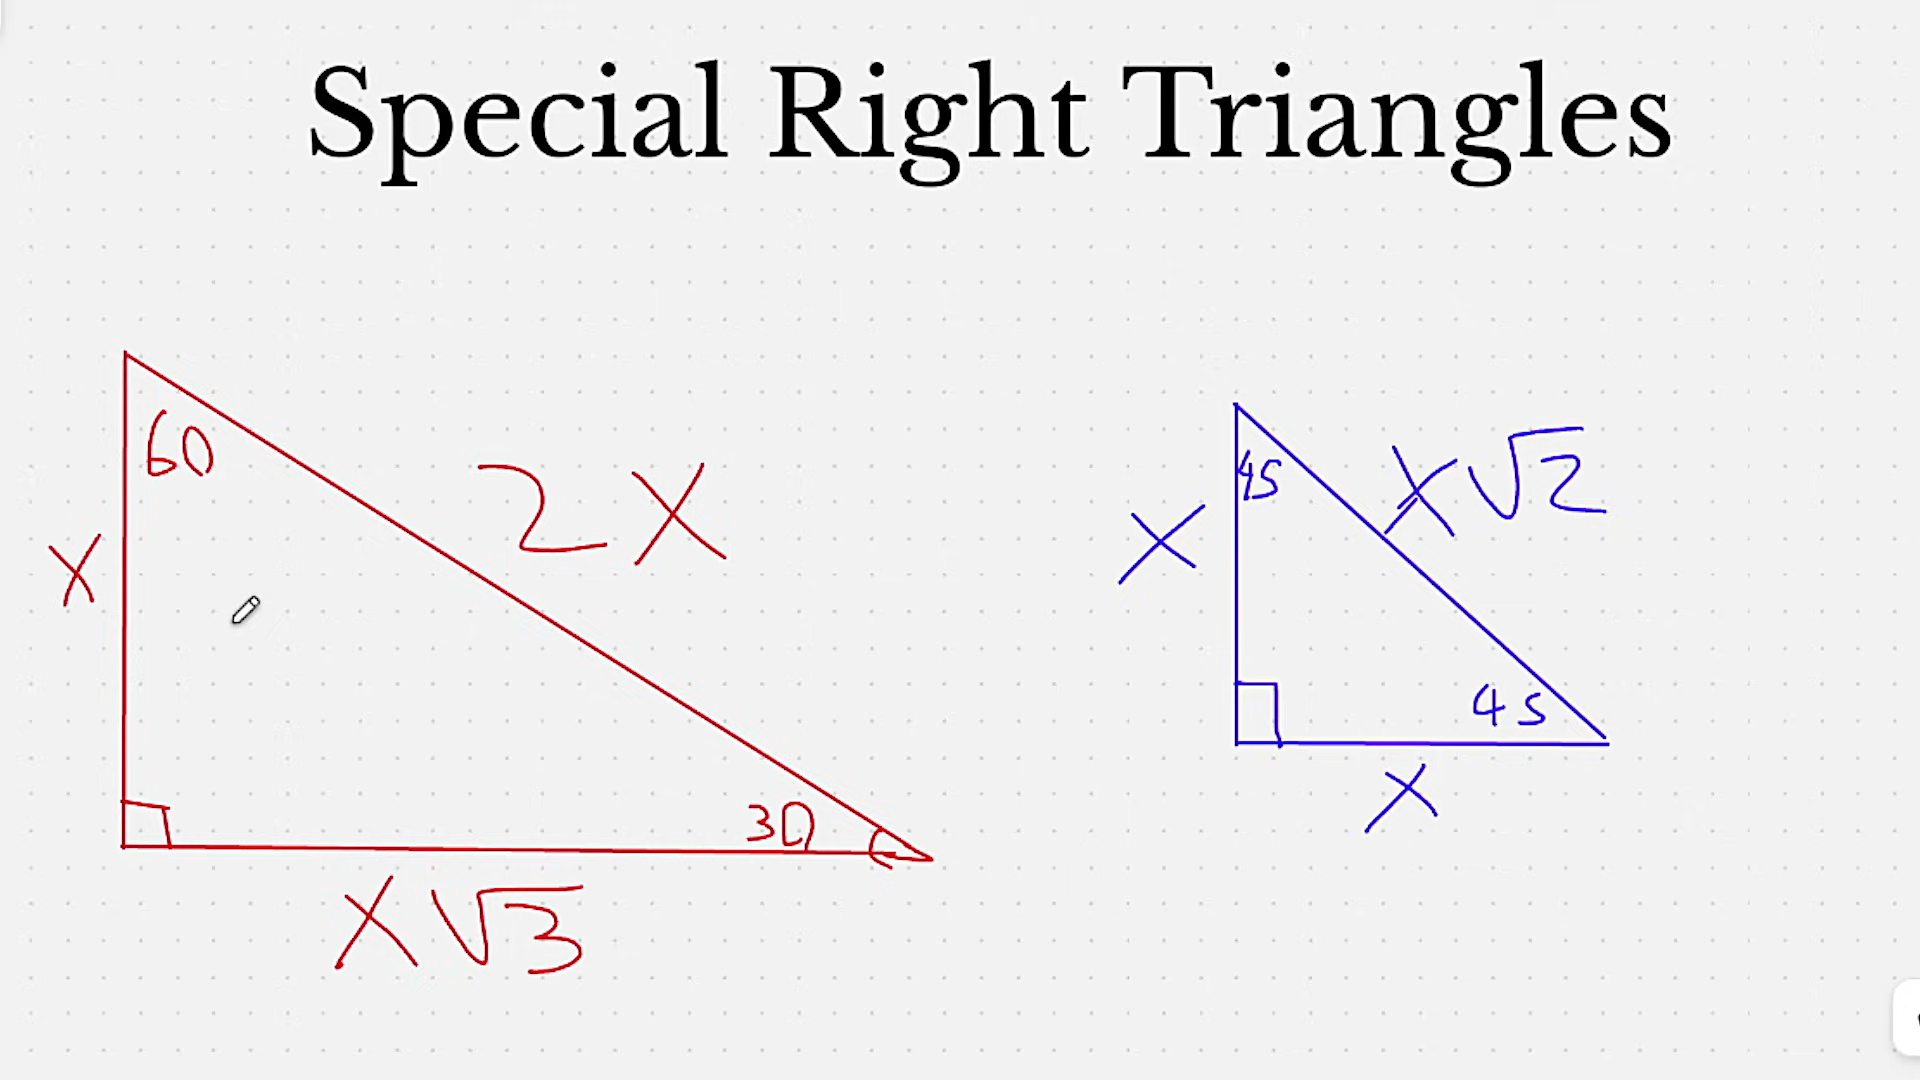 Special Right Triangles
60
2x
x
30
x√3
45
x√2
x
45
x